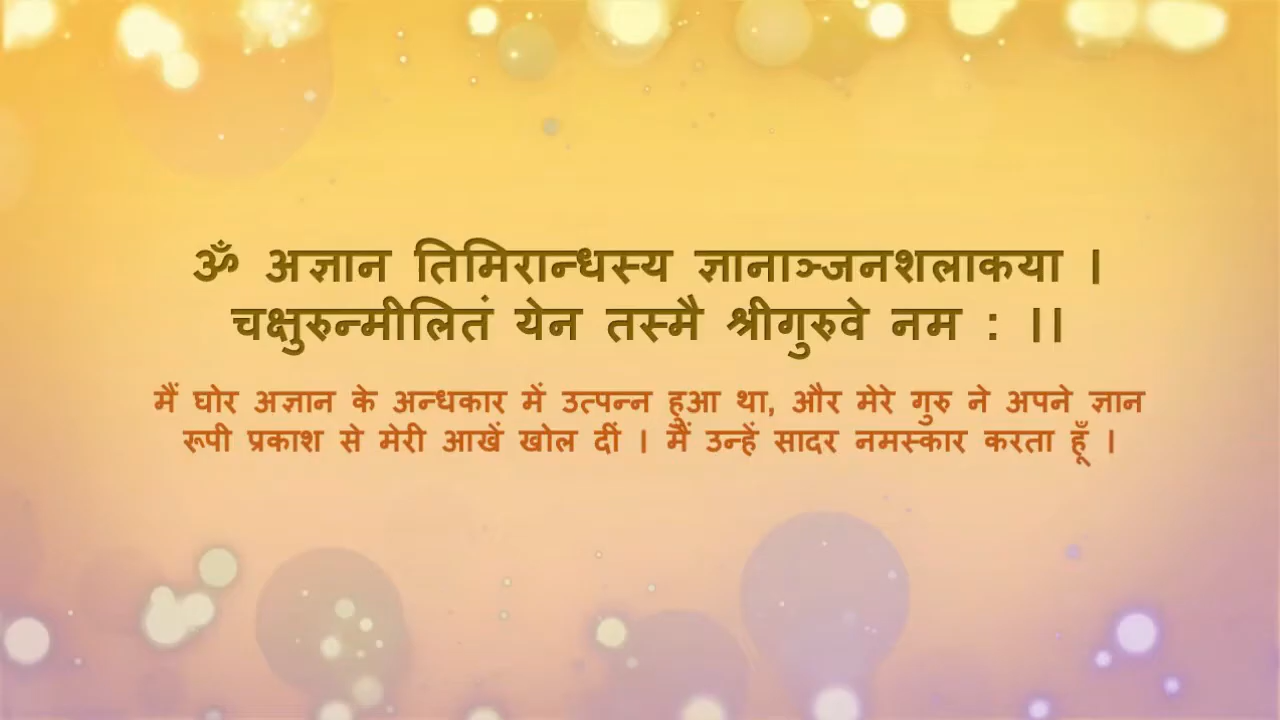 ॐ अज्ञान तिमिरान्धस्य ज्ञानाञ्जनशलाकया ।
चक्षुरुन्मीलितं येन तस्मै श्रीगुरुवे नम : ।।
मैं घोर अज्ञान के अन्धकार में उत्पन्न हुआ था, और मेरे गुरु ने अपने ज्ञान
रूपी प्रकाश से मेरी आखें खोल दीं । मैं उन्हें सादर नमस्कार करता हूँ ।